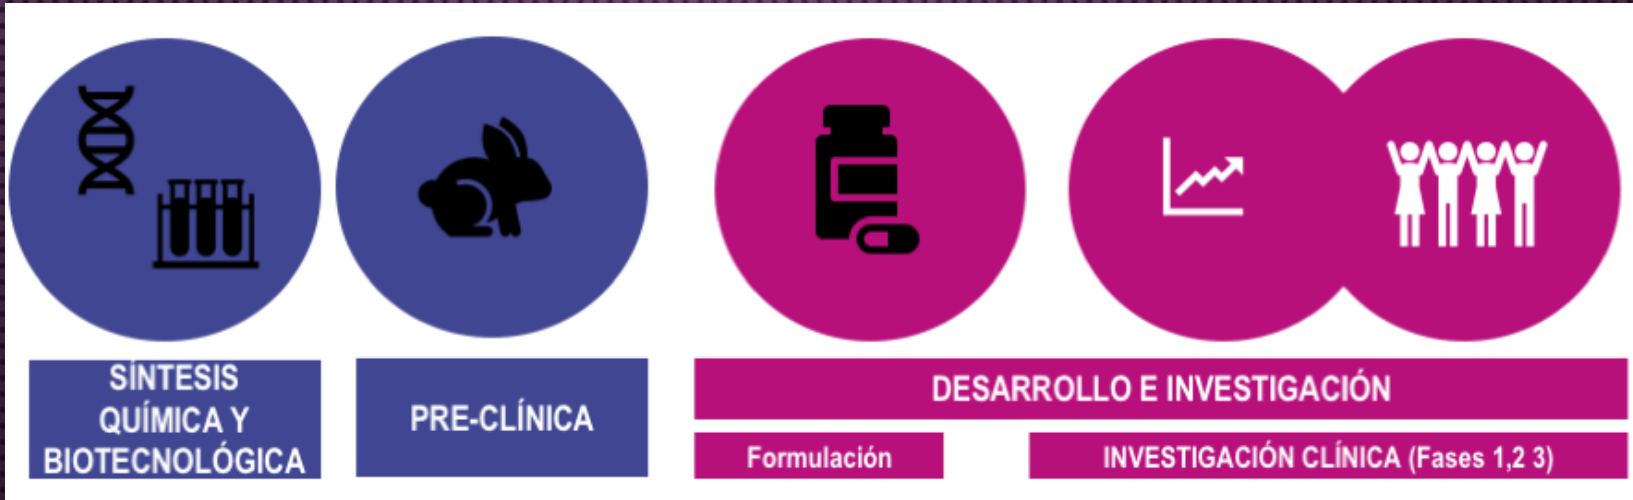 SÍNTESIS
QUÍMICA Y
BIOTECNOLÓGICA
PRE-CLÍNICA
DESARROLLO E INVESTIGACIÓN
Formulación
INVESTIGACIÓN CLÍNICA (Fases 1,2 3)